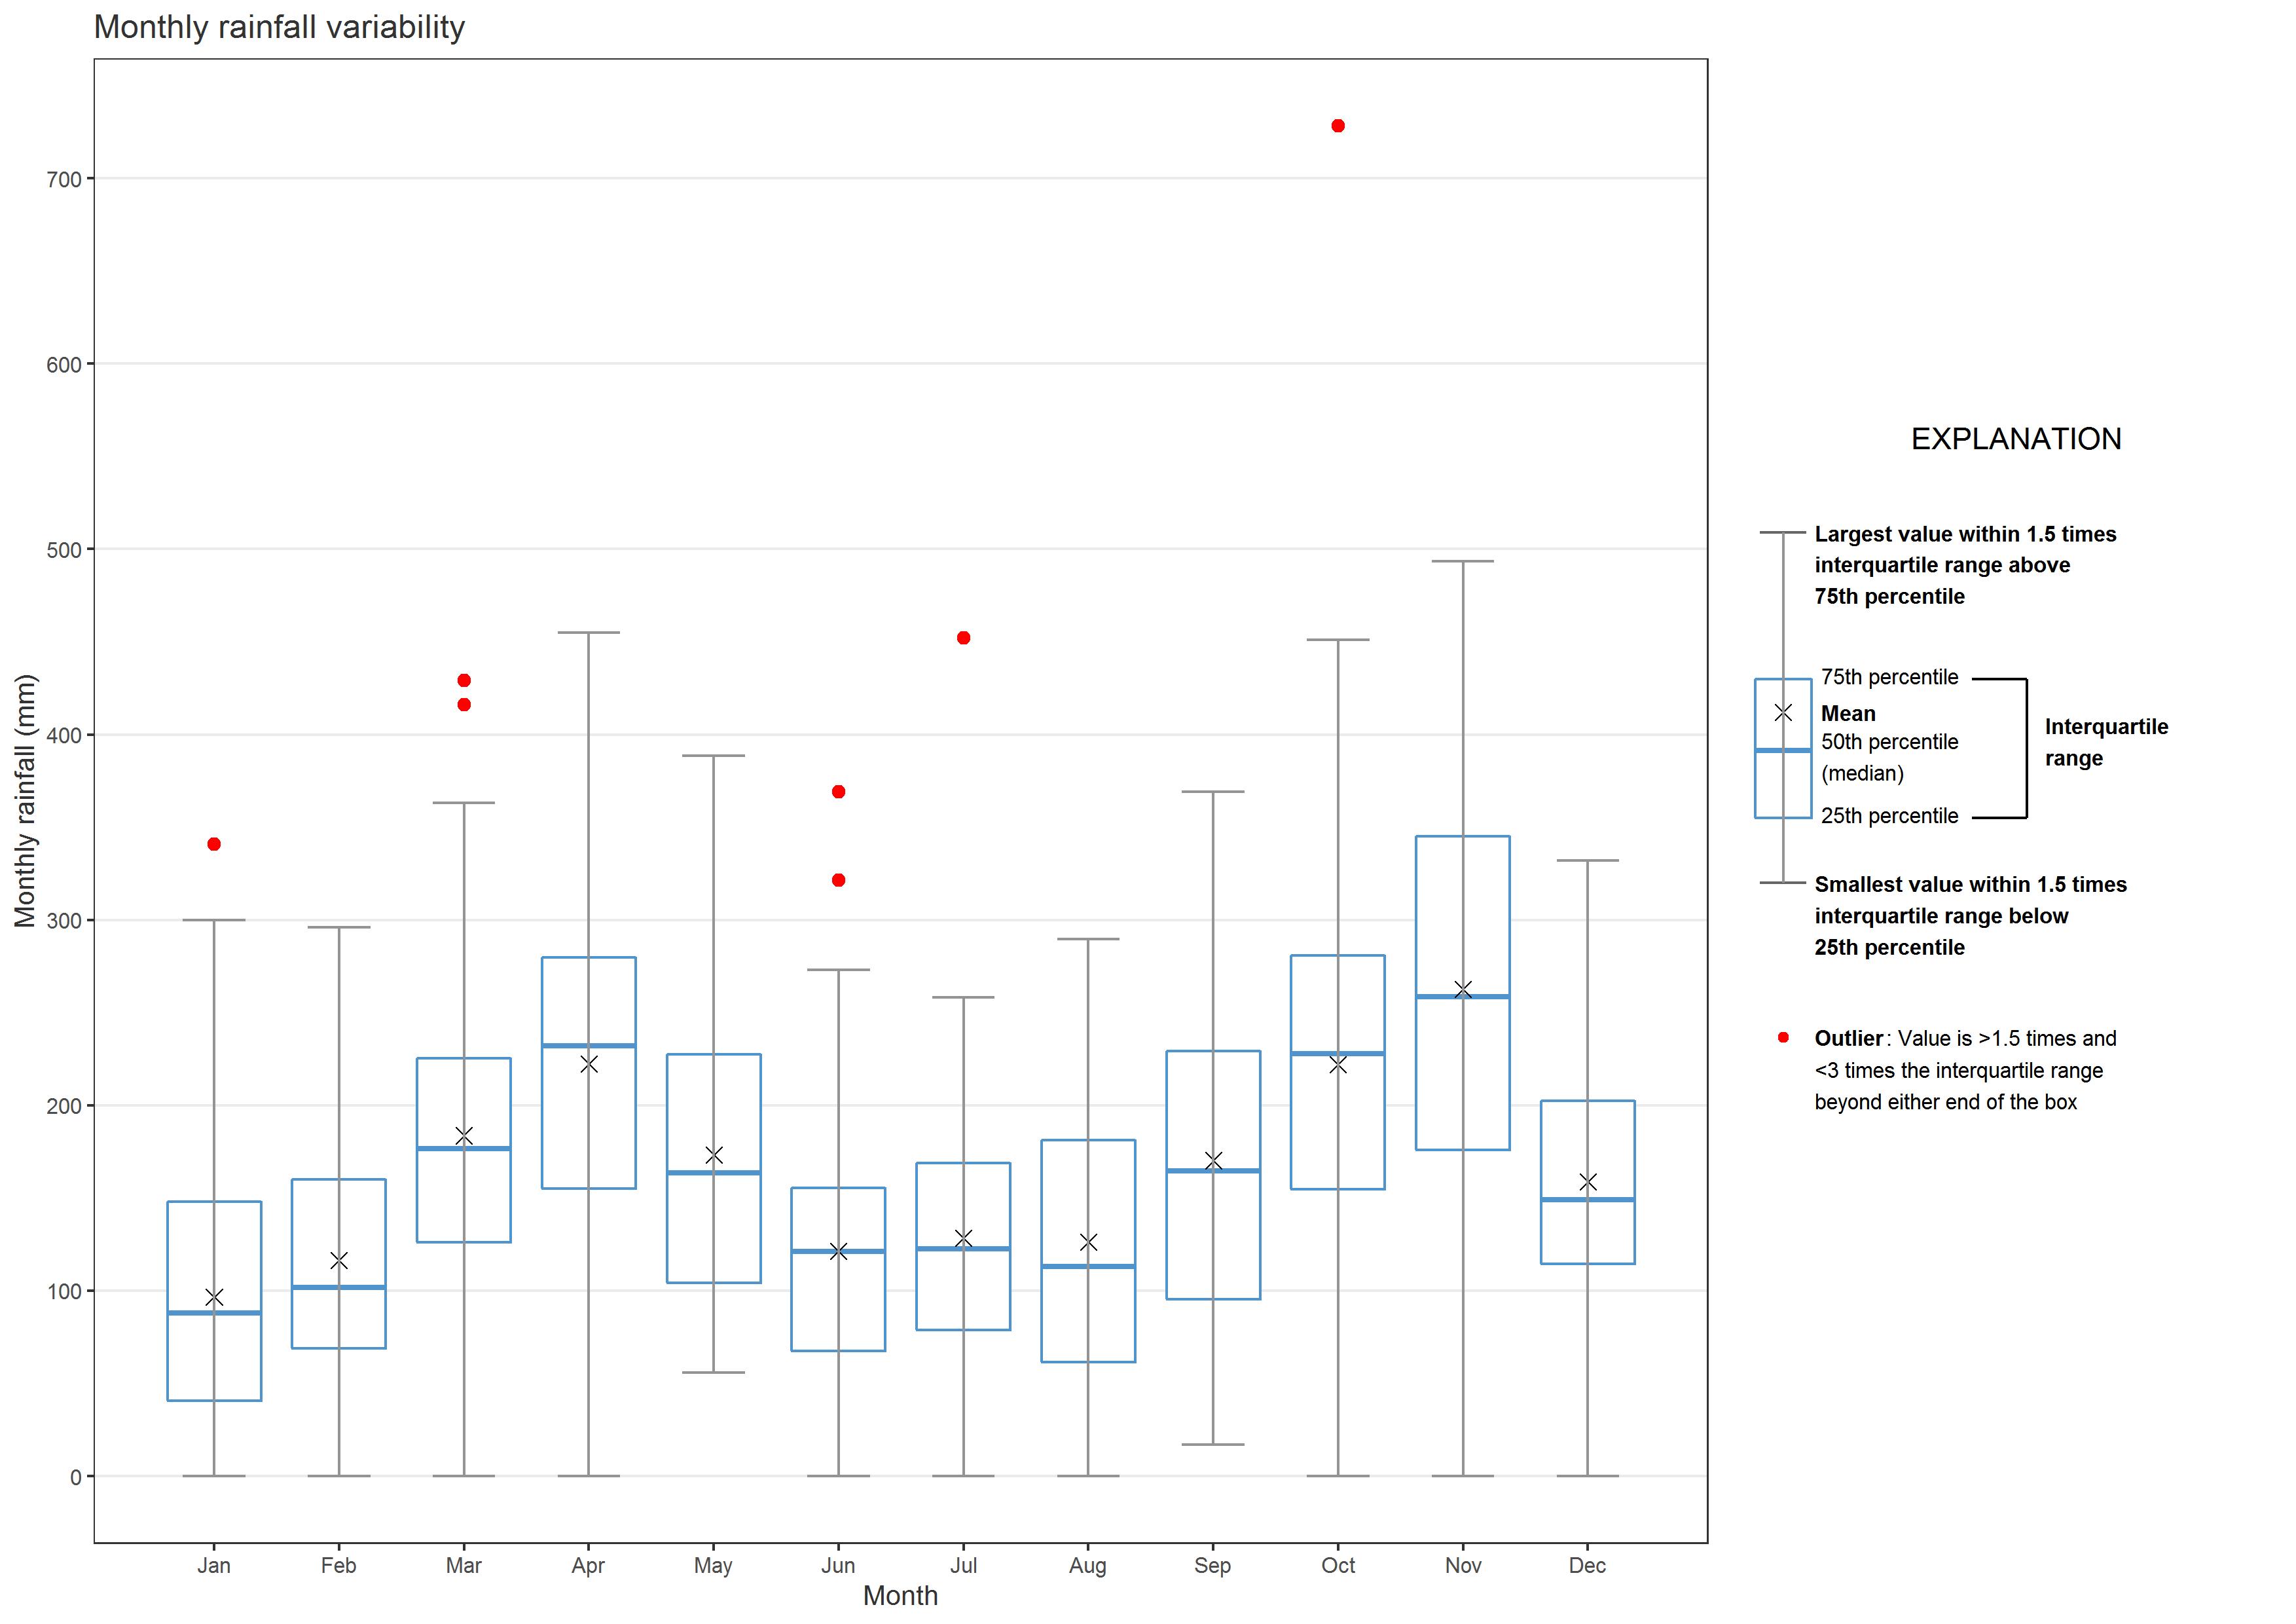 Monthly rainfall variability
Monthly rainfall (mm)
700
600
500
400
300
200
100
0
Jan Feb Mar Apr May Jun Jul Aug Sep Oct Nov Dec
Month
EXPLANATION
Largest value within 1.5 times
interquartile range above
75th percentile
75th percentile
Mean
50th percentile
(median)
25th percentile
Interquartile
range
Smallest value within 1.5 times
interquartile range below
25th percentile
Outlier: Value is >1.5 times and
<3 times the interquartile range
beyond either end of the box